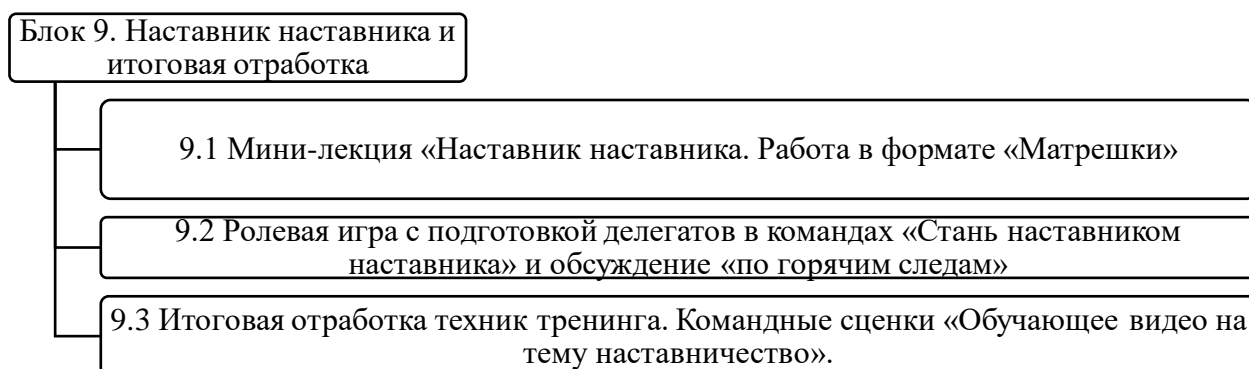 Блок 9. Наставник наставника и
итоговая отработка
9.1 Мини-лекция «Наставник наставника. Работа в формате «Матрешки»
9.2 Ролевая игра с подготовкой делегатов в командах «Стань наставником
наставника» и обсуждение «по горячим следам»
9.3 Итоговая отработка техник тренинга. Командные сценки «Обучающее видео на
тему наставничество».